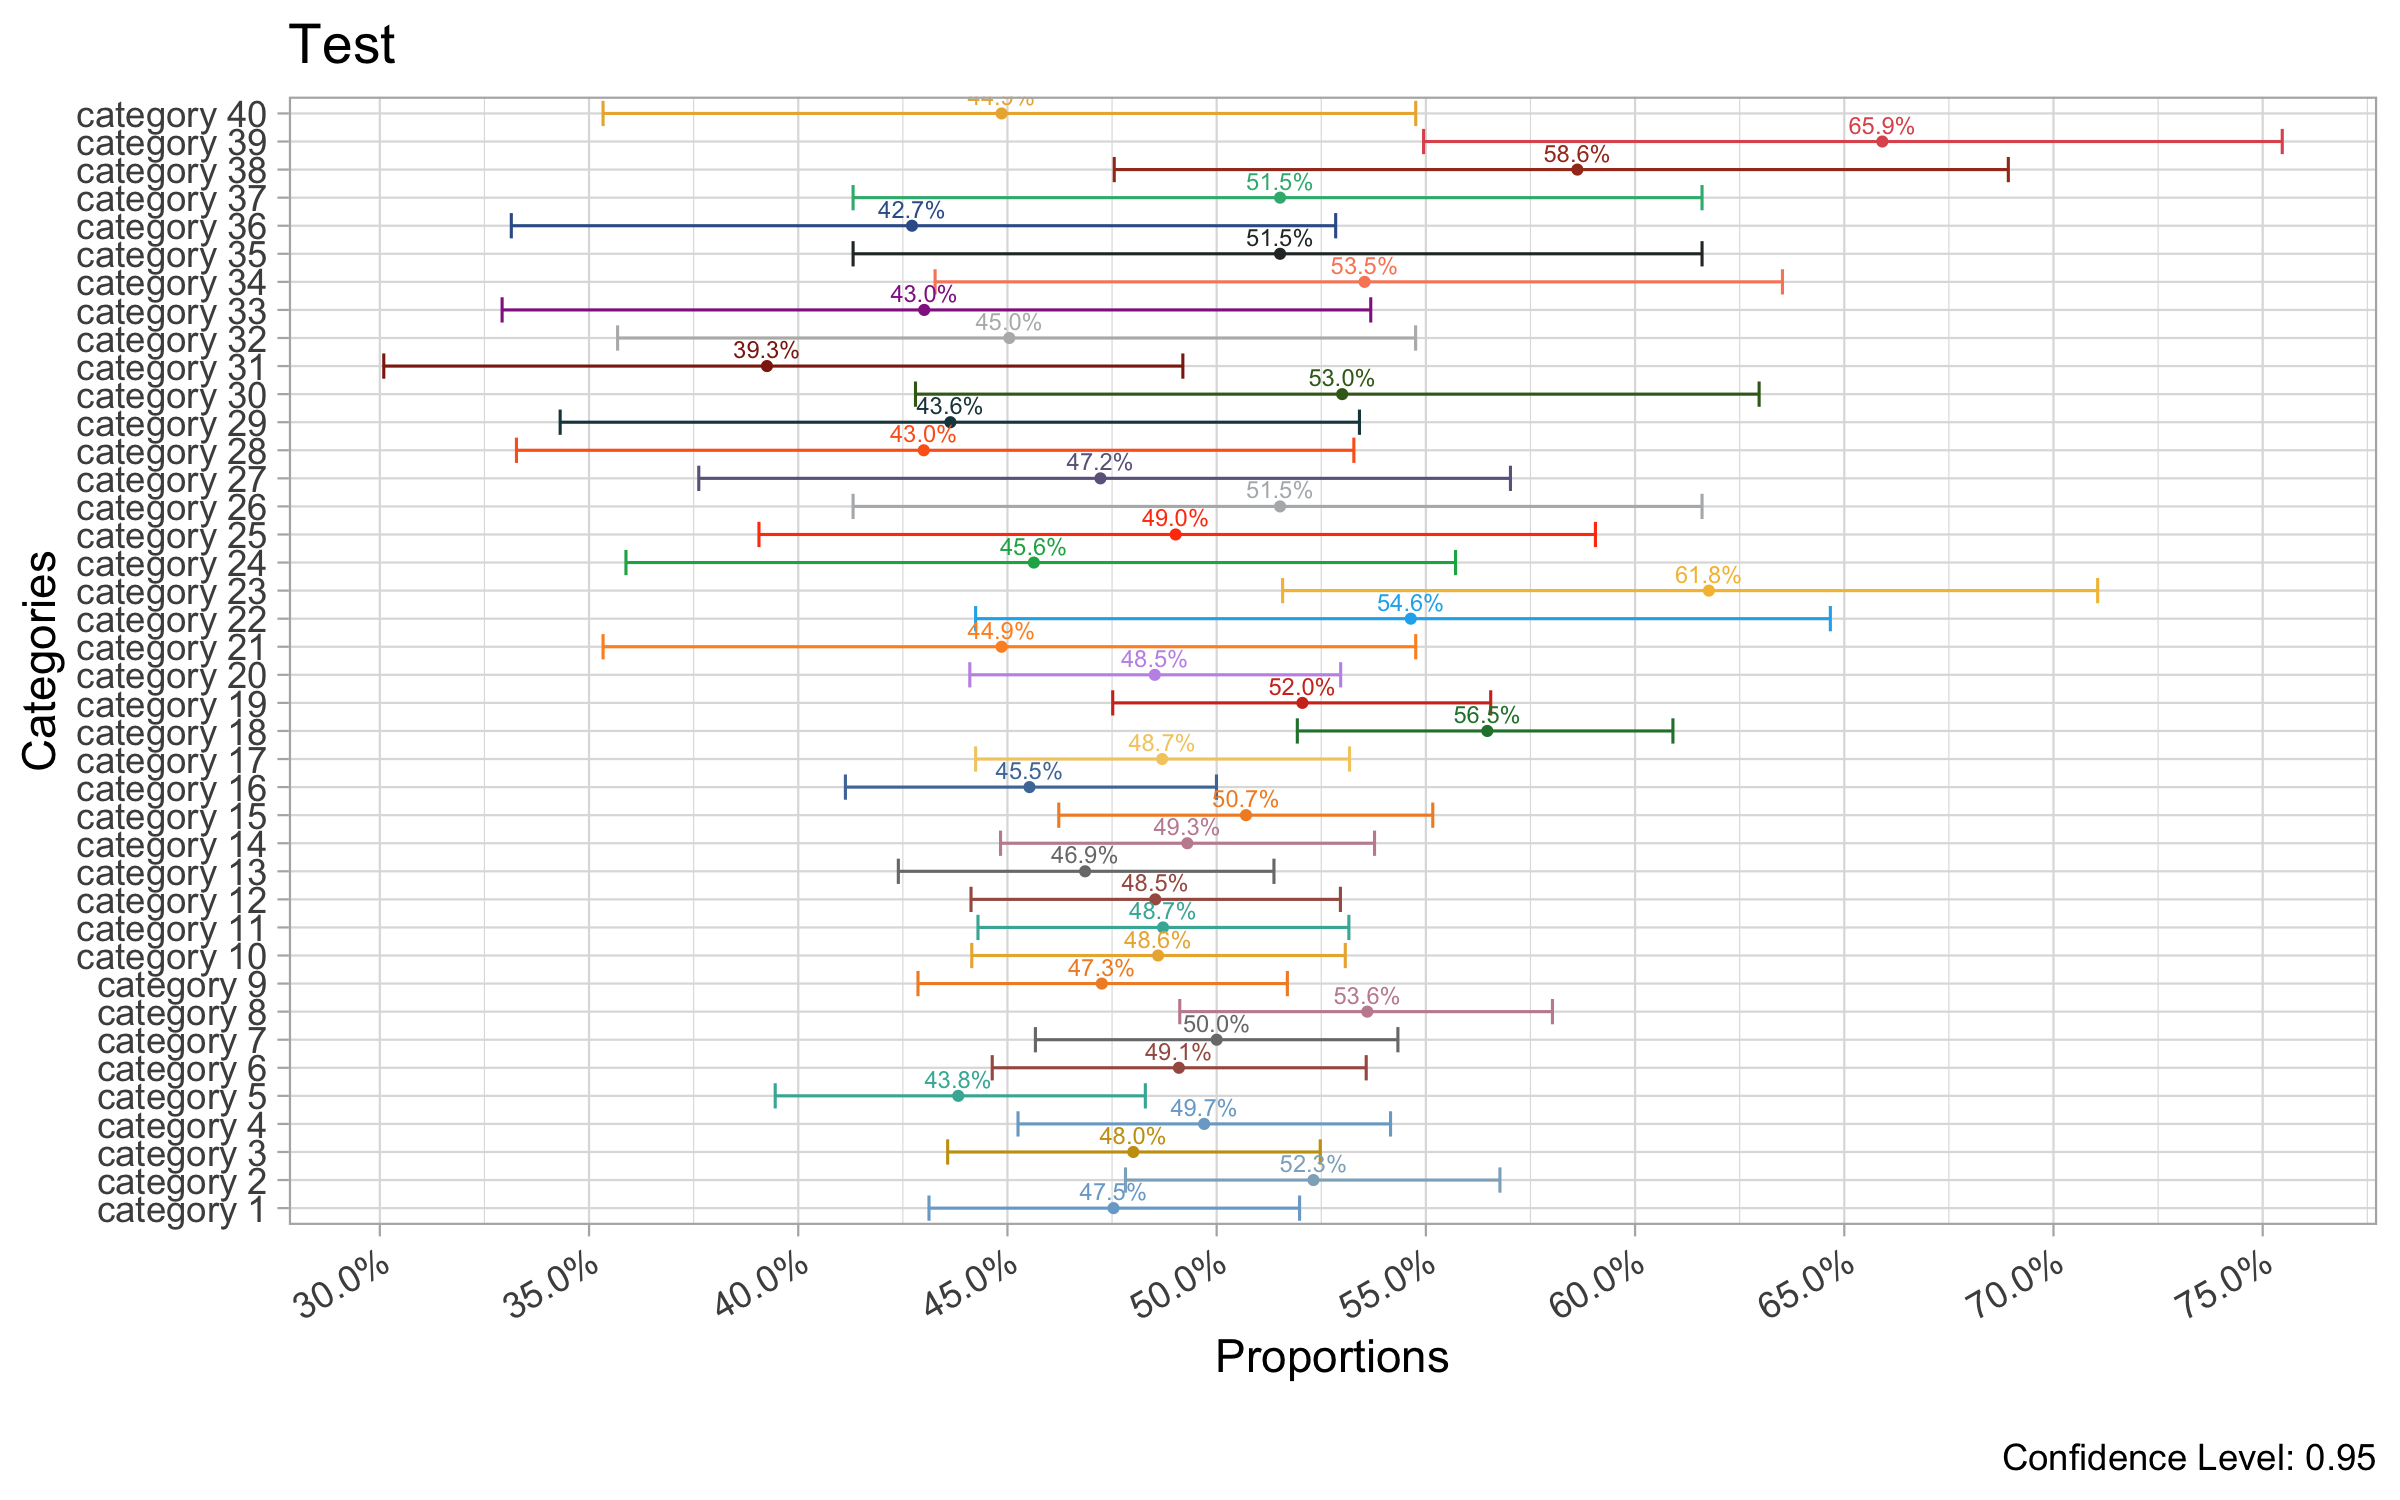 Test
category 40
44.9%
category 39
65.9%
category 38
58.6%
category 37
51.5%
category 36
42.7%
category 35
51.5%
category 34
53.5%
category 33
43.0%
category 32
45.0%
category 31
39.3%
category 30
53.0%
category 29
43.6%
category 28
43.0%
category 27
47.2%
category 26
51.5%
category 25
49.0%
category 24
45.6%
category 23
61.8%
category 22
54.6%
category 21
44.9%
category 20
48.5%
category 19
52.0%
category 18
56.5%
category 17
48.7%
category 16
45.5%
category 15
50.7%
category 14
49.3%
category 13
46.9%
category 12
48.5%
category 11
48.7%
category 10
48.6%
category 9
47.3%
category 8
53.6%
category 7
50.0%
category 6
49.1%
category 5
43.8%
category 4
49.7%
category 3
48.0%
category 2
52.3%
category 1
47.5%
Categories
30.0%
35.0%
40.0%
45.0%
50.0%
55.0%
60.0%
65.0%
70.0%
75.0%
Proportions
Confidence Level: 0.95